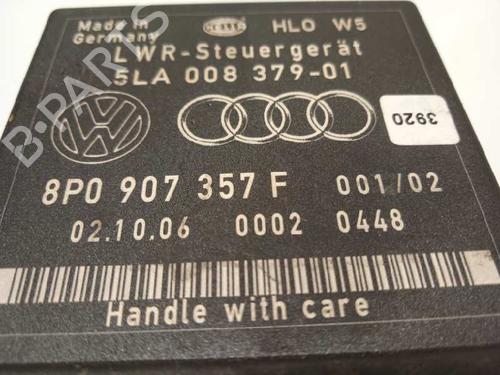 Made in
Germany
HELLA
HLO W5
LWR-Steuergerät
5LA 008 379-01
3920
8P0 907 357 F 001/02
02.10.06 0002 0448
Handle with care
B-PARTS